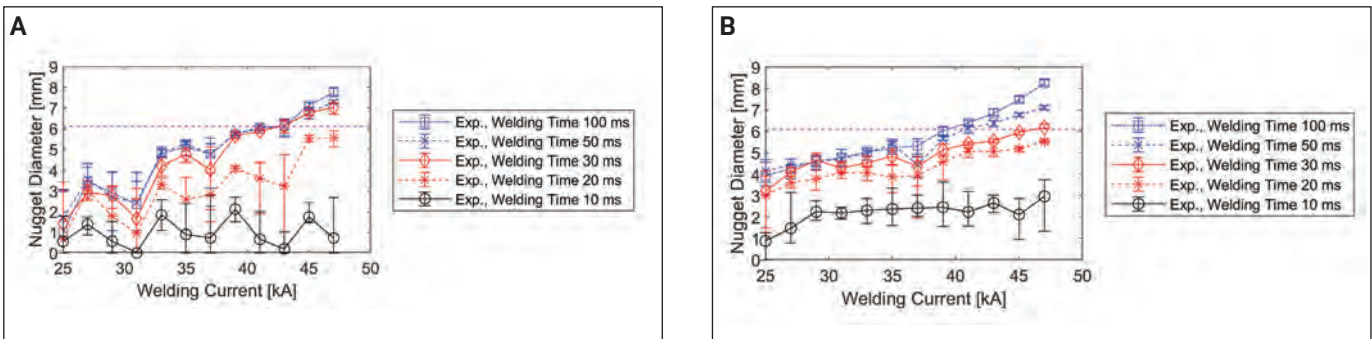 A
9
8
7
6
5
4
3
2
1
0
25
30
35
40
45
50
Nugget Diameter [mm]
Welding Current [kA]
Exp., Welding Time 100 ms
Exp., Welding Time 50 ms
Exp., Welding Time 30 ms
Exp., Welding Time 20 ms
Exp., Welding Time 10 ms
B
9
8
7
6
5
4
3
2
1
0
25
30
35
40
45
50
Nugget Diameter [mm]
Welding Current [kA]
Exp., Welding Time 100 ms
Exp., Welding Time 50 ms
Exp., Welding Time 30 ms
Exp., Welding Time 20 ms
Exp., Welding Time 10 ms